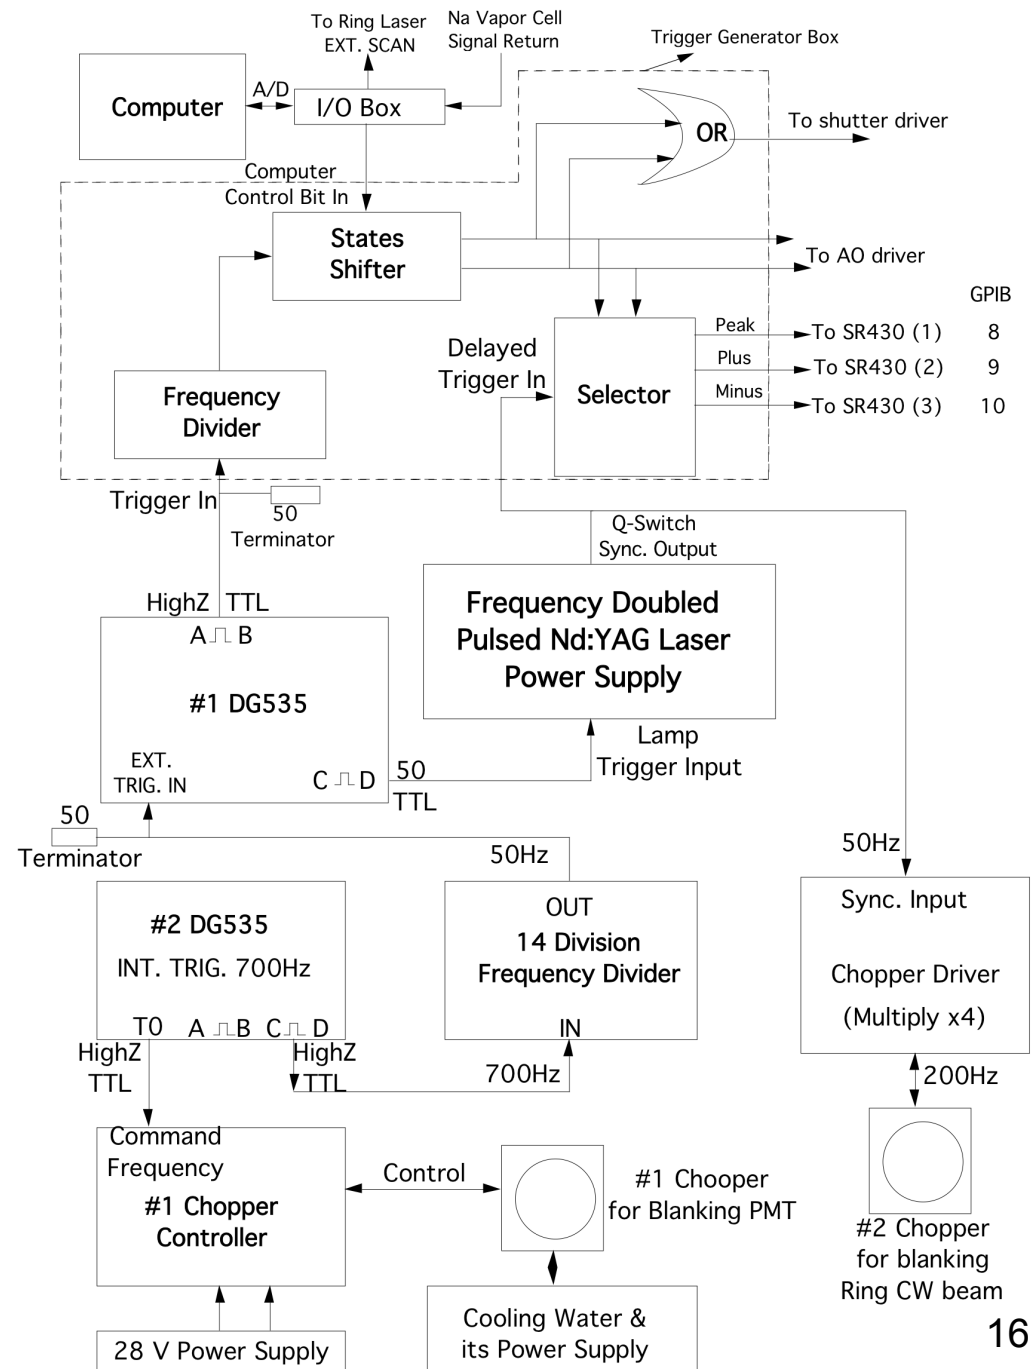 To Ring Laser
EXT. SCAN
Na Vapor Cell
Signal Return
Trigger Generator Box
Computer
A/D
I/O Box
OR
To shutter driver
Computer
Control Bit In
States
Shifter
To AO driver
GPIB
Peak
To SR430 (1)
8
Plus
To SR430 (2)
9
Minus
To SR430 (3)
10
Delayed
Trigger In
Selector
Frequency
Divider
Trigger In
50
Terminator
Q-Switch
Sync. Output
HighZ
TTL
A
B
#1 DG535
EXT.
TRIG. IN
C
D
50
TTL
Frequency Doubled
Pulsed Nd:YAG Laser
Power Supply
Lamp
Trigger Input
50
Terminator
50Hz
50Hz
#2 DG535
INT. TRIG. 700Hz
T0
A
B
C
D
OUT
14 Division
Frequency Divider
IN
Sync. Input
Chopper Driver
(Multiply x4)
HighZ
TTL
HighZ
TTL
700Hz
200Hz
Command
Frequency
#1 Chopper
Controller
Control
#1 Chooper
for Blanking PMT
#2 Chopper
for blanking
Ring CW beam
28 V Power Supply
Cooling Water &
its Power Supply
16